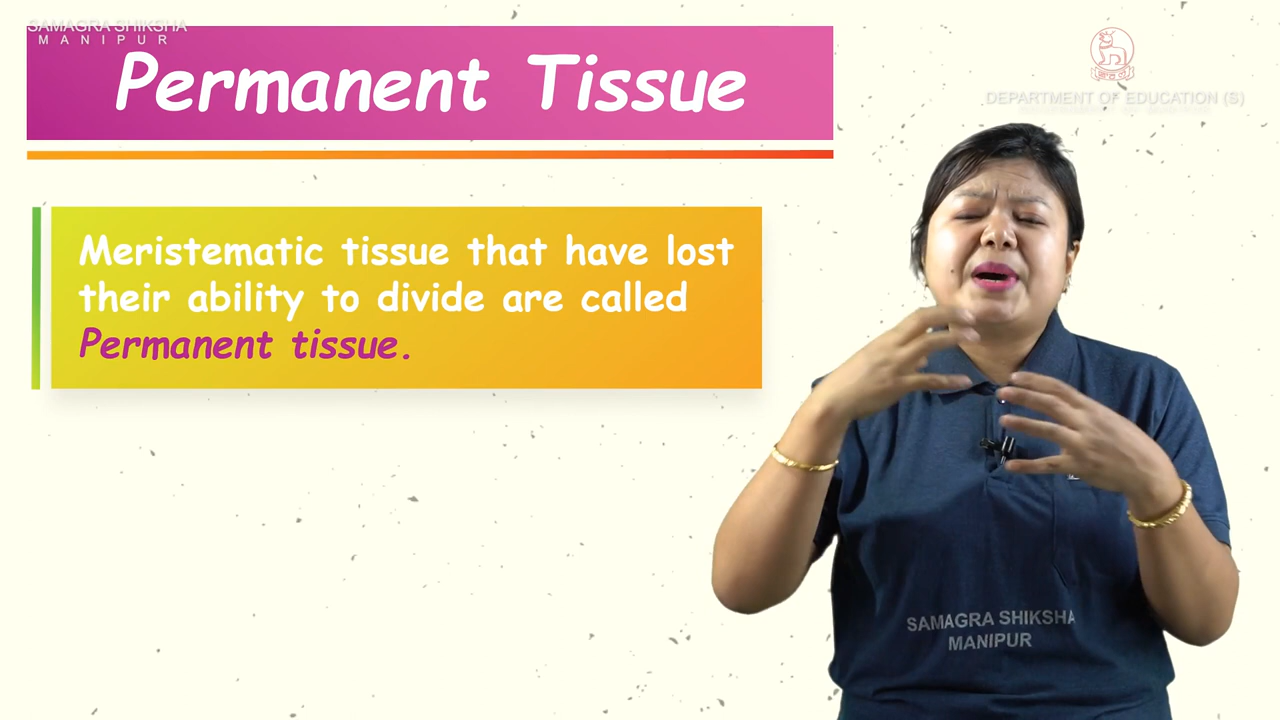 SAMAGRA SHIKSHA
MANIPUR
Permanent Tissue
DEPARTMENT OF EDUCATION (S)
Meristematic tissue that have lost
their ability to divide are called
Permanent tissue.
SAMAGRA SHIKSHA
MANIPUR